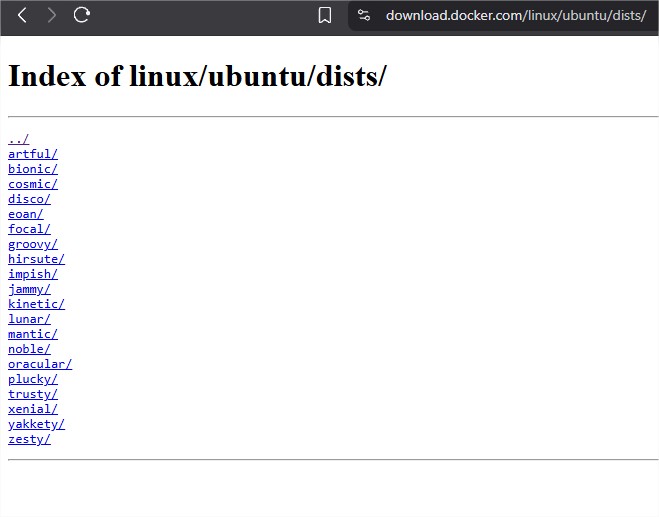 download.docker.com/linux/ubuntu/dists/
Index of linux/ubuntu/dists/
../
artful/
bionic/
cosmic/
disco/
eoan/
focal/
groovy/
hirsute/
impish/
jammy/
kinetic/
lunar/
mantic/
noble/
oracular/
plucky/
trusty/
xenial/
yakkety/
zesty/